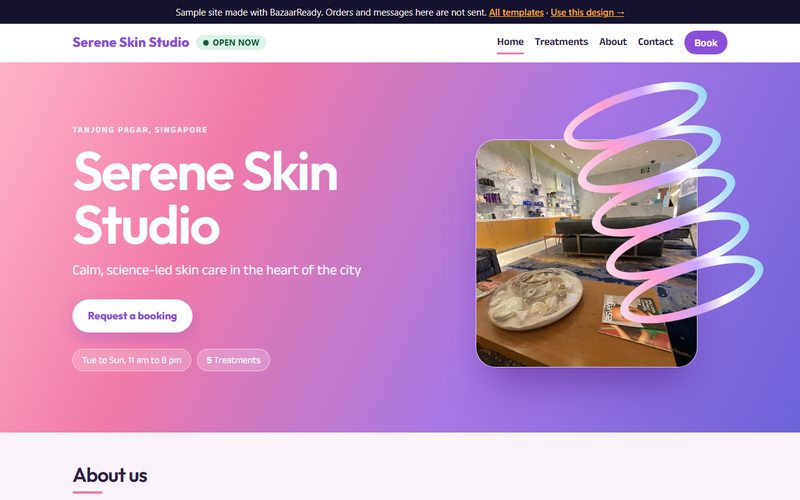 Sample site made with BazaarReady. Orders and messages here are not sent. All templates · Use this design →
Serene Skin Studio
OPEN NOW
Home
Treatments
About
Contact
Book
TANJONG PAGAR, SINGAPORE
Serene Skin
Studio
Calm, science-led skin care in the heart of the city
Request a booking
Tue to Sun, 11 am to 8 pm
5 Treatments
About us